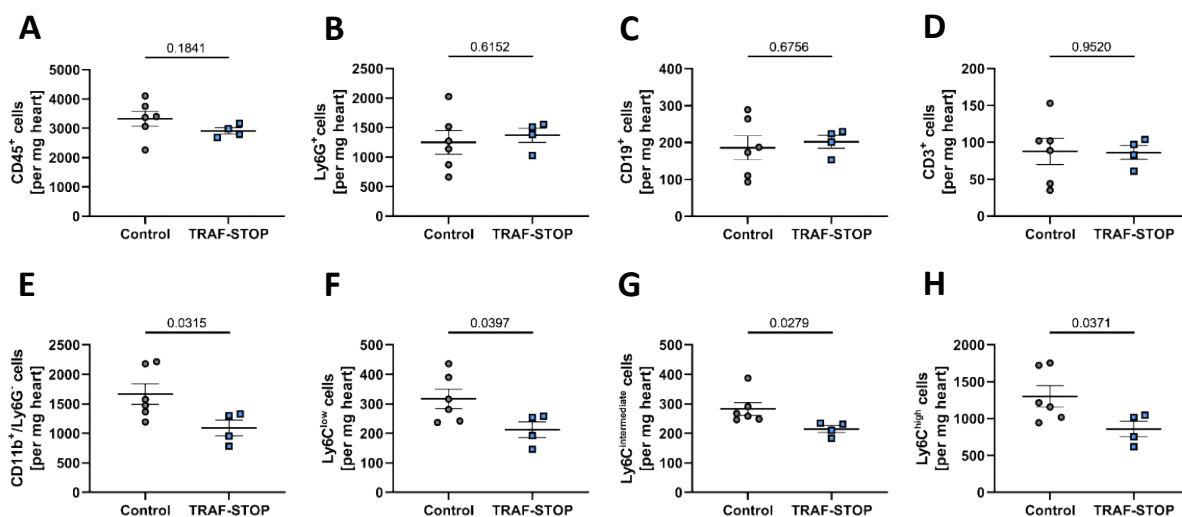 A
0.1841
CD45⁺ cells
[per mg heart]
5000
4000
3000
2000
1000
0
Control TRAF-STOP
B
0.6152
Ly6G⁺ cells
[per mg heart]
2500
2000
1500
1000
500
0
Control TRAF-STOP
C
0.6756
CD19⁺ cells
[per mg heart]
400
300
200
100
0
Control TRAF-STOP
D
0.9520
CD3⁺ cells
[per mg heart]
200
150
100
50
0
Control TRAF-STOP
E
0.0315
CD11b⁺/Ly6G⁻ cells
[per mg heart]
2500
2000
1500
1000
500
0
Control TRAF-STOP
F
0.0397
Ly6Cˡᵒʷ cells
[per mg heart]
500
400
300
200
100
0
Control TRAF-STOP
G
0.0279
Ly6Cⁱⁿᵗᵉʳᵐᵉᵈⁱᵃᵗᵉ cells
[per mg heart]
500
400
300
200
100
0
Control TRAF-STOP
H
0.0371
Ly6Cʰⁱᵍʰ cells
[per mg heart]
2000
1500
1000
500
0
Control TRAF-STOP